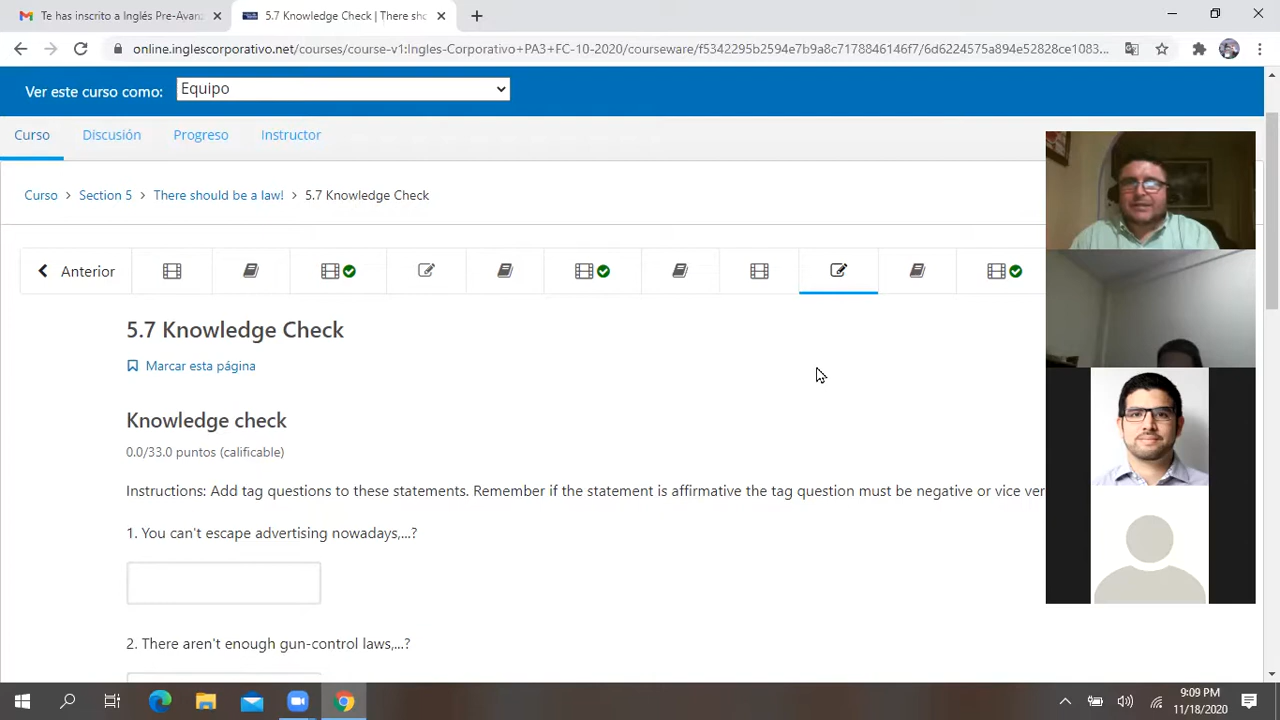 Te has inscrito a Inglés Pre-Avanz
5.7 Knowledge Check | There sho
online.inglescorporativo.net/courses/course-v1:Ingles-Corporativo+PA3+FC-10-2020/courseware/f5342295b2594e7b9a8c7178846146f7/6d6224575a894e52828ce1083...
Ver este curso como:
Equipo
Curso
Discusión
Progreso
Instructor
Curso > Section 5 > There should be a law! > 5.7 Knowledge Check
Anterior
5.7 Knowledge Check
Marcar esta página
Knowledge check
0.0/33.0 puntos (calificable)
Instructions: Add tag questions to these statements. Remember if the statement is affirmative the tag question must be negative or vice ver
1. You can't escape advertising nowadays,...?
2. There aren't enough gun-control laws,...?
9:09 PM
11/18/2020